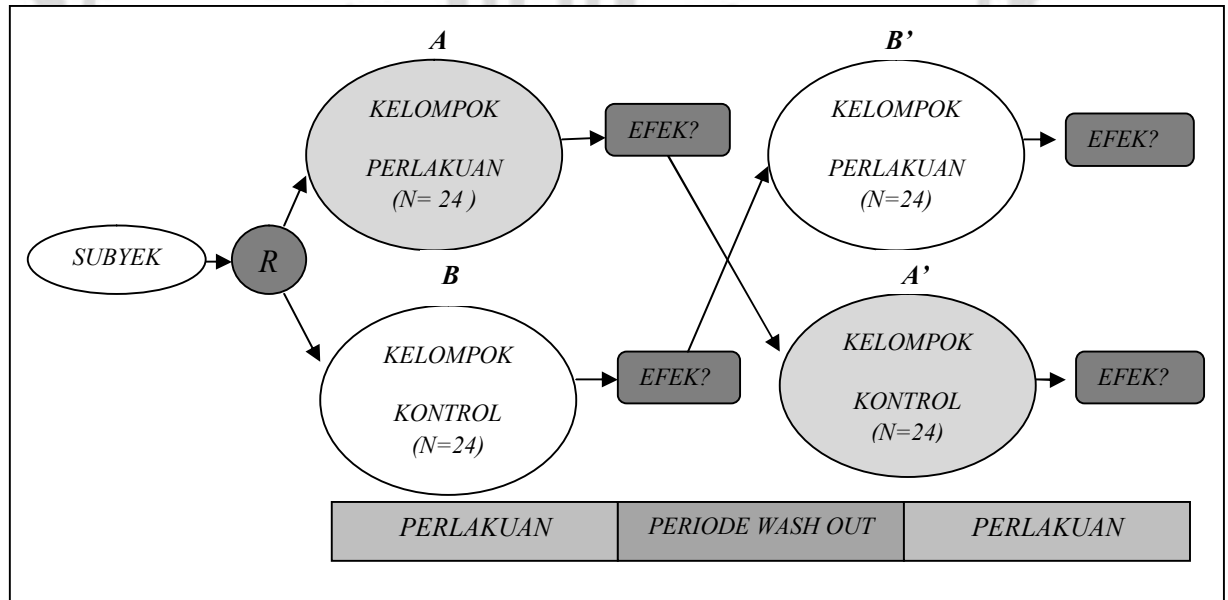 A
KELOMPOK
PERLAKUAN
(N= 24 )
EFEK?
B’
KELOMPOK
PERLAKUAN
(N=24)
EFEK?
SUBYEK
R
B
KELOMPOK
KONTROL
(N=24)
EFEK?
A’
KELOMPOK
KONTROL
(N=24)
EFEK?
PERLAKUAN
PERIODE WASH OUT
PERLAKUAN